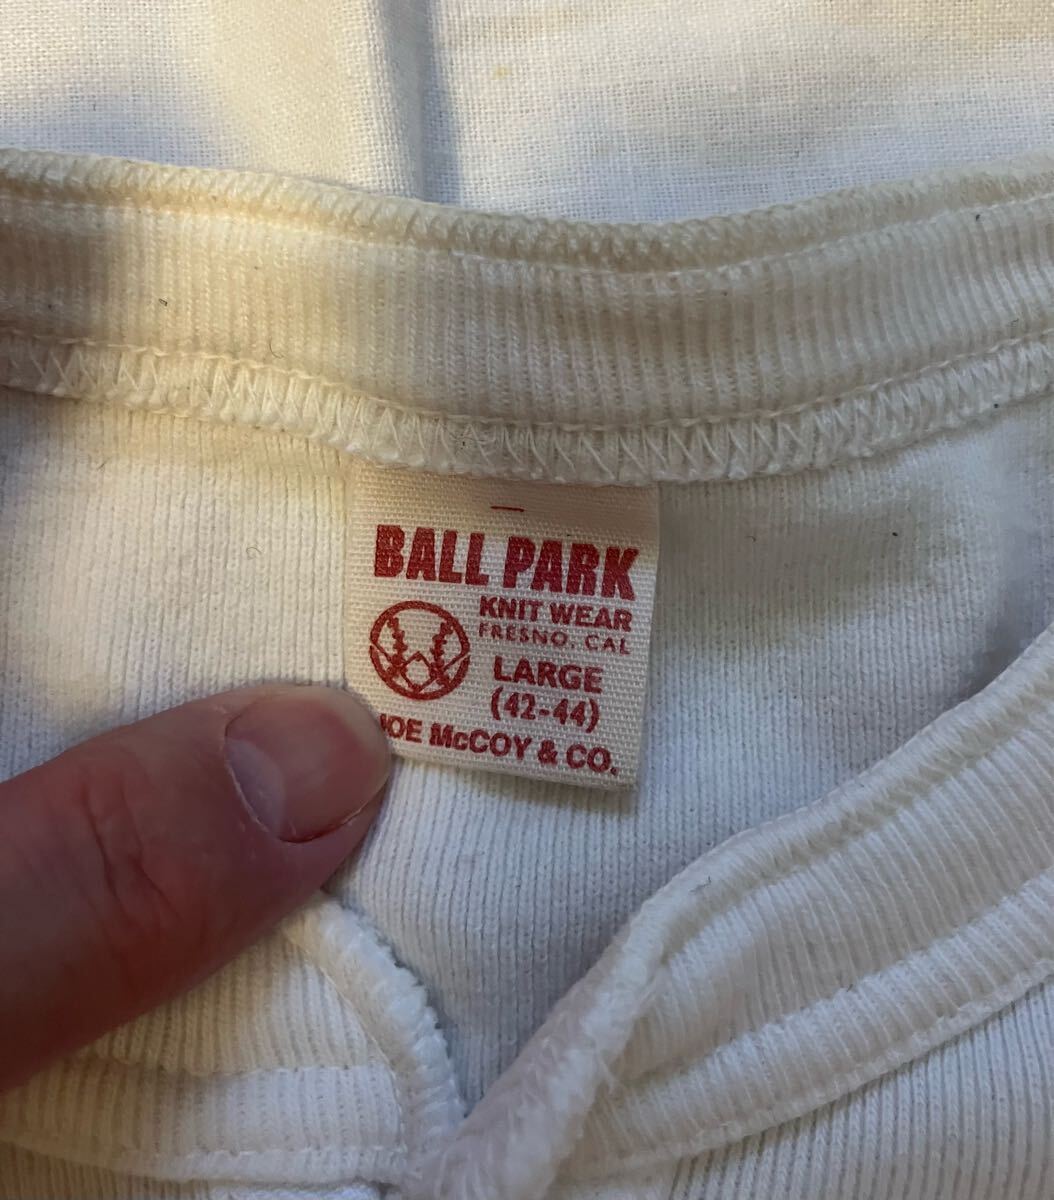 BALL PARK
KNIT WEAR
FRESNO, CAL
LARGE
(42-44)
JOE McCOY & CO.